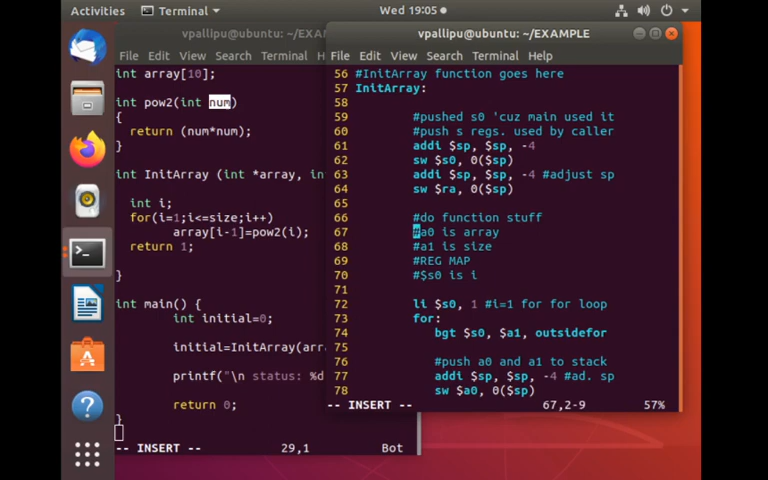 Activities Terminal Wed 19:05
vpallipu@ubuntu: ~/EXAM
File Edit View Search Terminal
int array[10];
int pow2(int num)
{
return (num*num);
}
int InitArray (int *array, in
int i;
for(i=1;i<=size;i++)
array[i-1]=pow2(i);
return 1;
}
int main() {
int initial=0;
initial=InitArray(arra
printf("\n status: %d
return 0;
}
-- INSERT -- 29,1 Bot
vpallipu@ubuntu: ~/EXAMPLE
File Edit View Search Terminal Help
56 #InitArray function goes here
57 InitArray:
58
59 #pushed s0 'cuz main used it
60 #push s regs. used by caller
61 addi $sp, $sp, -4
62 sw $s0, 0($sp)
63 addi $sp, $sp, -4 #adjust sp
64 sw $ra, 0($sp)
65
66 #do function stuff
67 #a0 is array
68 #a1 is size
69 #REG MAP
70 #$s0 is i
71
72 li $s0, 1 #i=1 for for loop
73 for:
74 bgt $s0, $a1, outsidefor
75
76 #push a0 and a1 to stack
77 addi $sp, $sp, -4 #ad. sp
78 sw $a0, 0($sp)
-- INSERT -- 67,2-9 57%